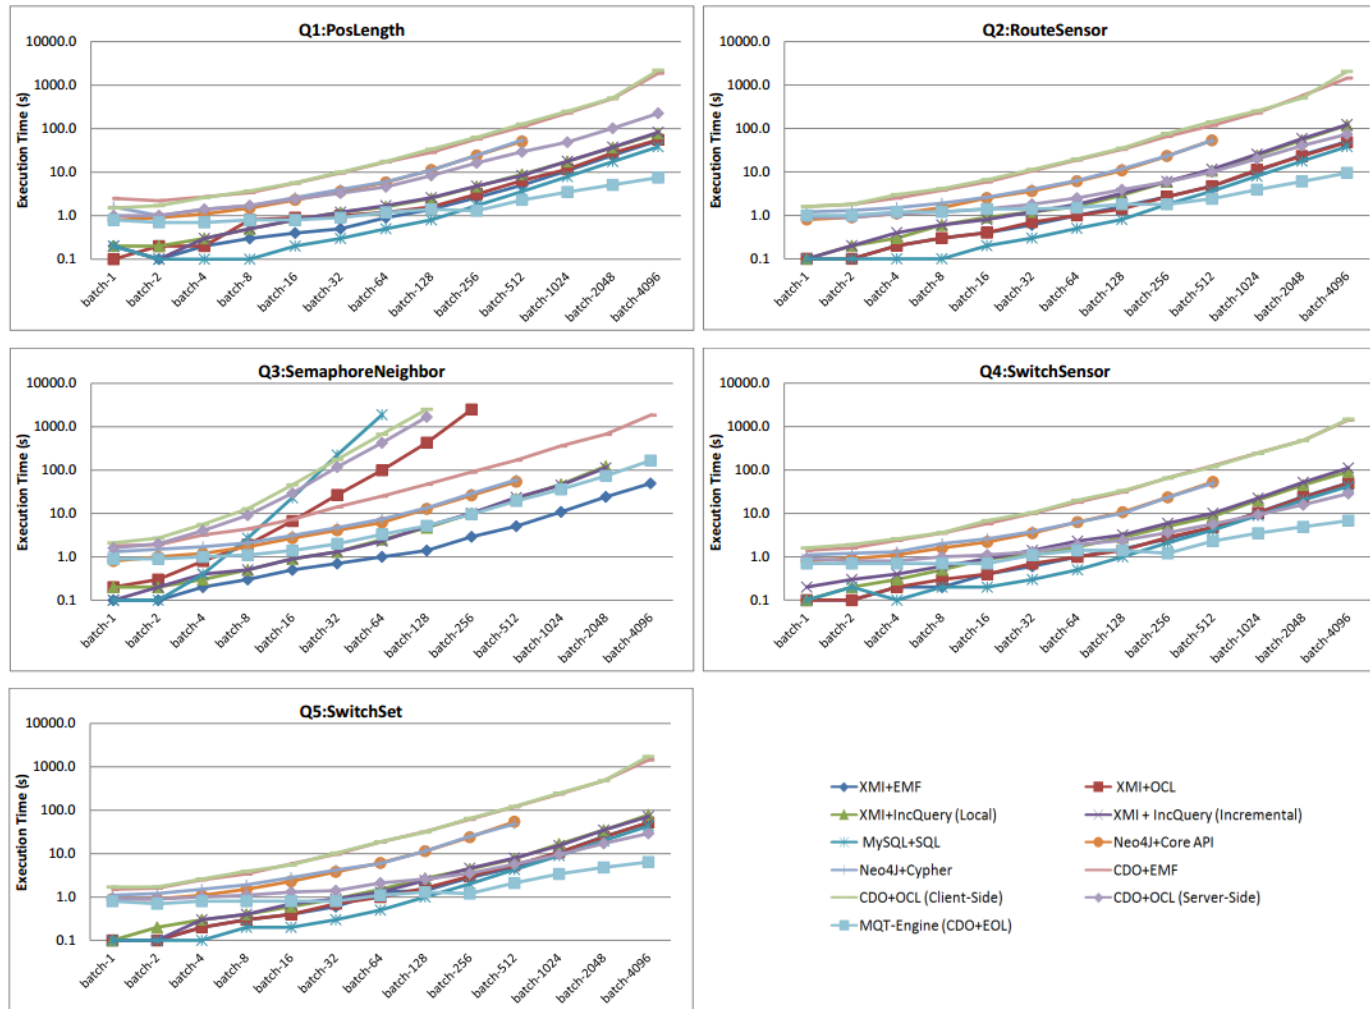 Q1:PosLength
Execution Time (s)
10000.0
1000.0
100.0
10.0
1.0
0.1
batch-1
batch-2
batch-4
batch-8
batch-16
batch-32
batch-64
batch-128
batch-256
batch-512
batch-1024
batch-2048
batch-4096
Q2:RouteSensor
Execution Time (s)
10000.0
1000.0
100.0
10.0
1.0
0.1
batch-1
batch-2
batch-4
batch-8
batch-16
batch-32
batch-64
batch-128
batch-256
batch-512
batch-1024
batch-2048
batch-4096
Q3:SemaphoreNeighbor
Execution Time (s)
10000.0
1000.0
100.0
10.0
1.0
0.1
batch-1
batch-2
batch-4
batch-8
batch-16
batch-32
batch-64
batch-128
batch-256
batch-512
batch-1024
batch-2048
batch-4096
Q4:SwitchSensor
Execution Time (s)
10000.0
1000.0
100.0
10.0
1.0
0.1
batch-1
batch-2
batch-4
batch-8
batch-16
batch-32
batch-64
batch-128
batch-256
batch-512
batch-1024
batch-2048
batch-4096
Q5:SwitchSet
Execution Time (s)
10000.0
1000.0
100.0
10.0
1.0
0.1
batch-1
batch-2
batch-4
batch-8
batch-16
batch-32
batch-64
batch-128
batch-256
batch-512
batch-1024
batch-2048
batch-4096
XMI+EMF
XMI+OCL
XMI+IncQuery (Local)
XMI + IncQuery (Incremental)
MySQL+SQL
Neo4J+Core API
Neo4J+Cypher
CDO+EMF
CDO+OCL (Client-Side)
CDO+OCL (Server-Side)
MQT-Engine (CDO+EOL)